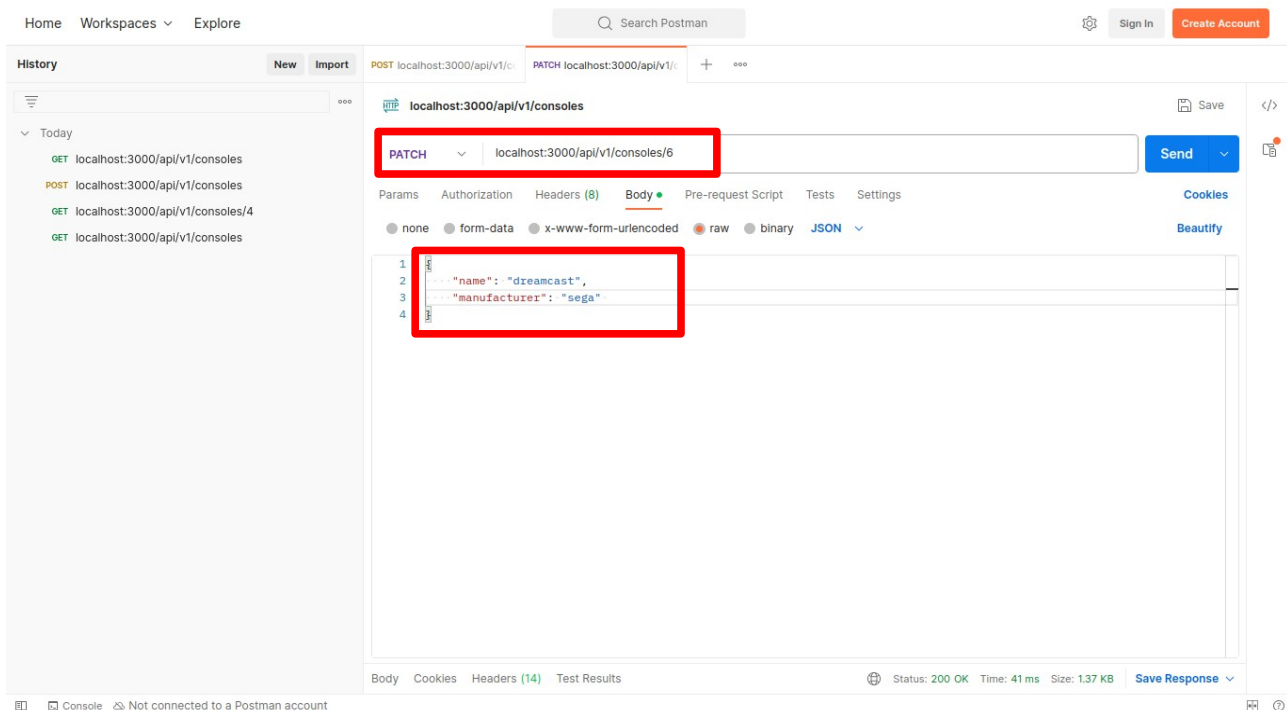 Home Workspaces Explore Search Postman Sign In Create Account
History New Import
POST localhost:3000/api/v1/c PATCH localhost:3000/api/v1/c
HTTP localhost:3000/api/v1/consoles Save </>
Today
GET localhost:3000/api/v1/consoles
POST localhost:3000/api/v1/consoles
GET localhost:3000/api/v1/consoles/4
GET localhost:3000/api/v1/consoles
PATCH localhost:3000/api/v1/consoles/6 Send
Params Authorization Headers (8) Body Pre-request Script Tests Settings Cookies
none form-data x-www-form-urlencoded raw binary JSON Beautify
1 {
2 "name": "dreamcast",
3 "manufacturer": "sega"
4 }
Body Cookies Headers (14) Test Results Status: 200 OK Time: 41 ms Size: 1.37 KB Save Response
Console Not connected to a Postman account